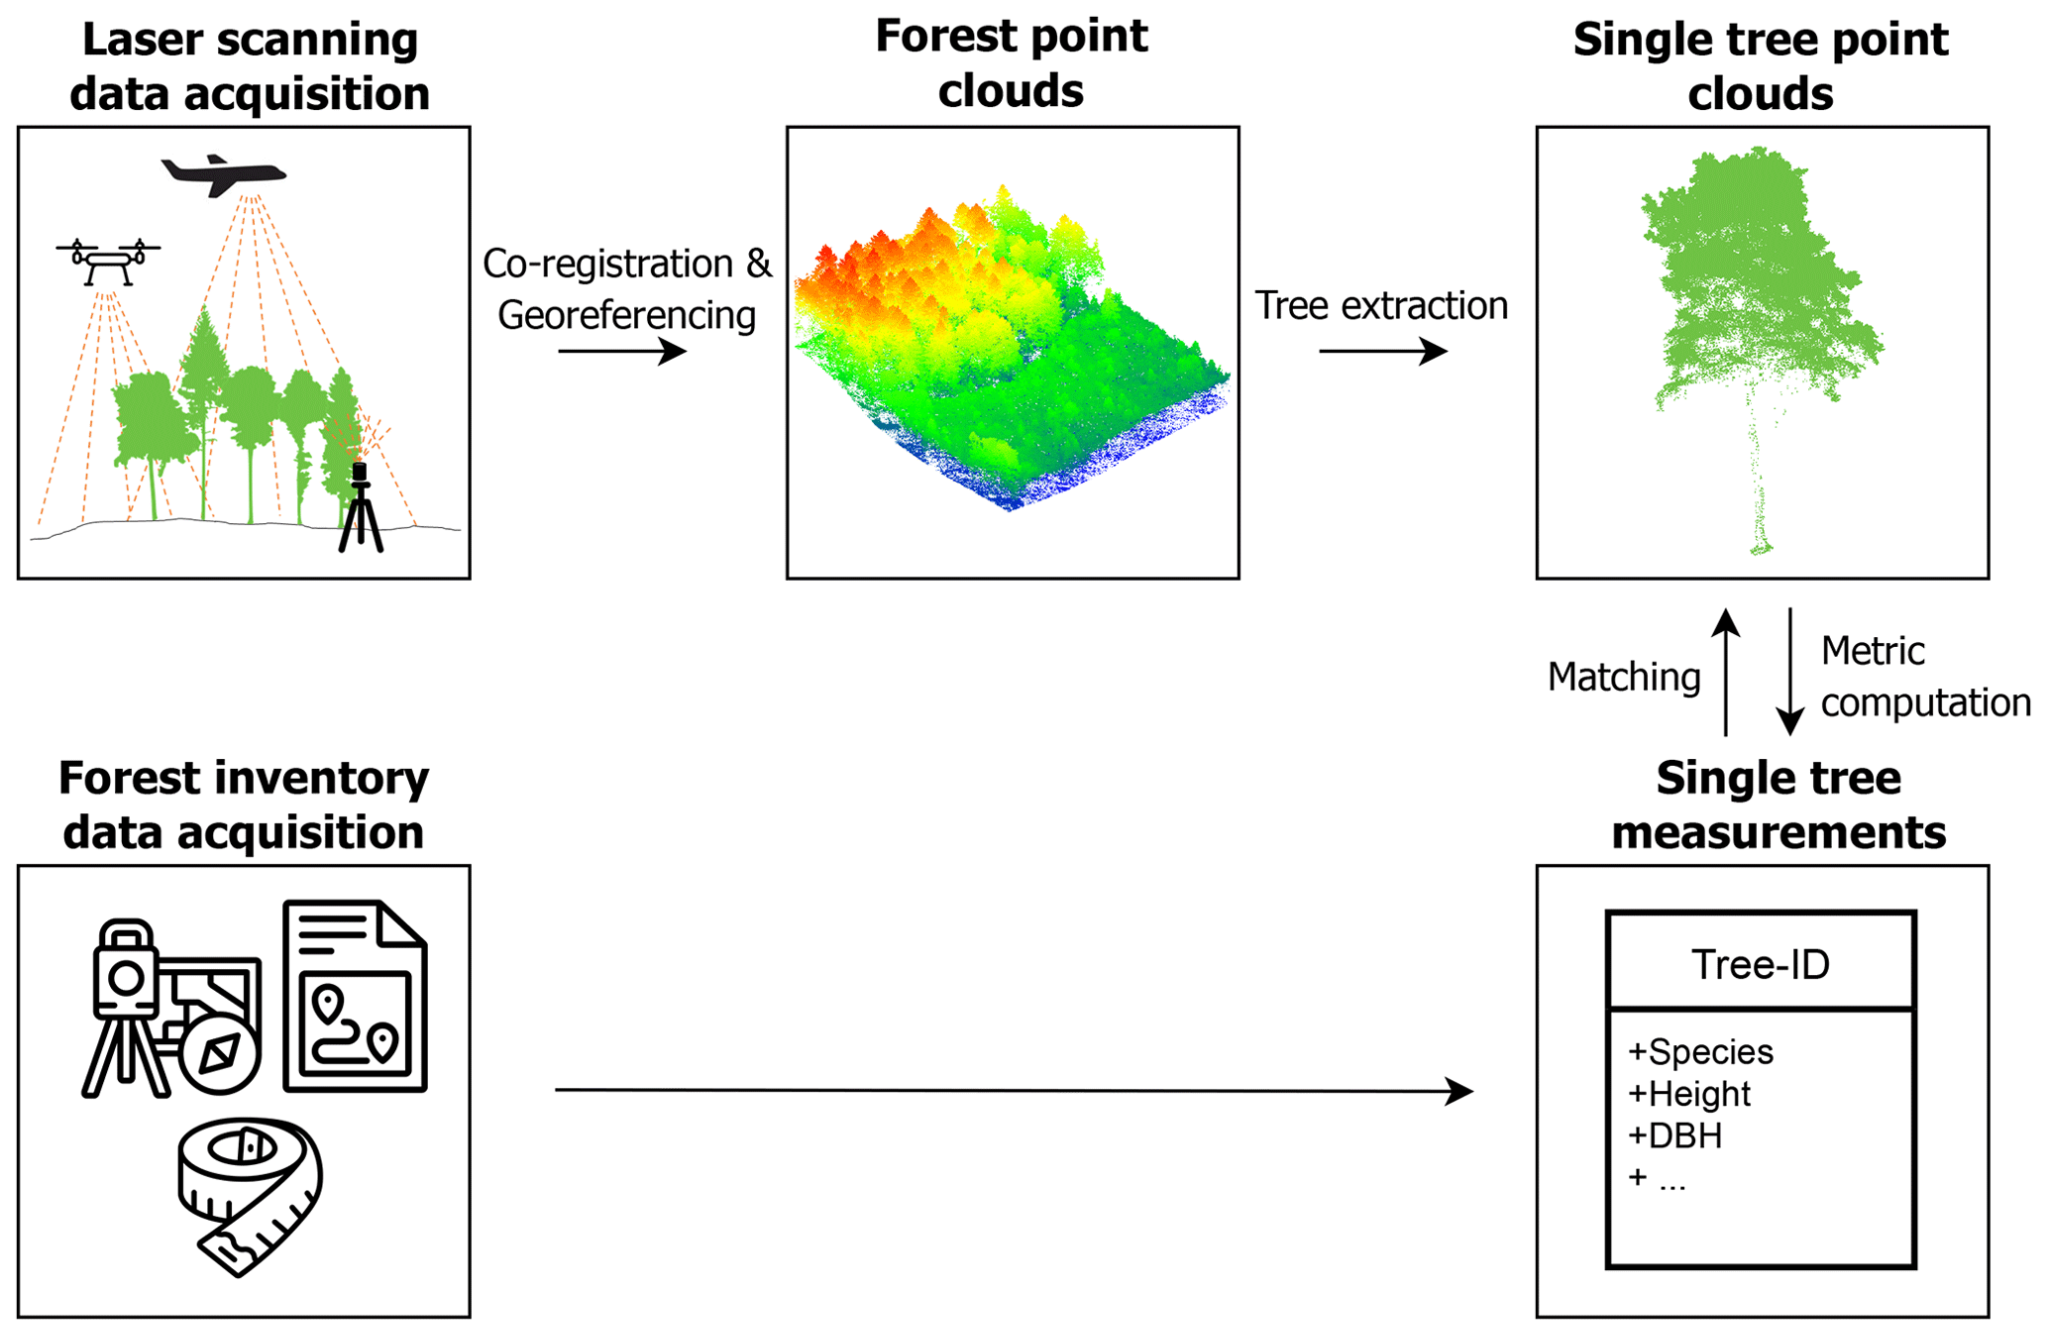 Laser scanning
data acquisition
Forest point
clouds
Single tree point
clouds
Co-registration &
Georeferencing
Tree extraction
Matching
Metric
computation
Forest inventory
data acquisition
Single tree
measurements
Tree-ID
+Species
+Height
+DBH
+ ...